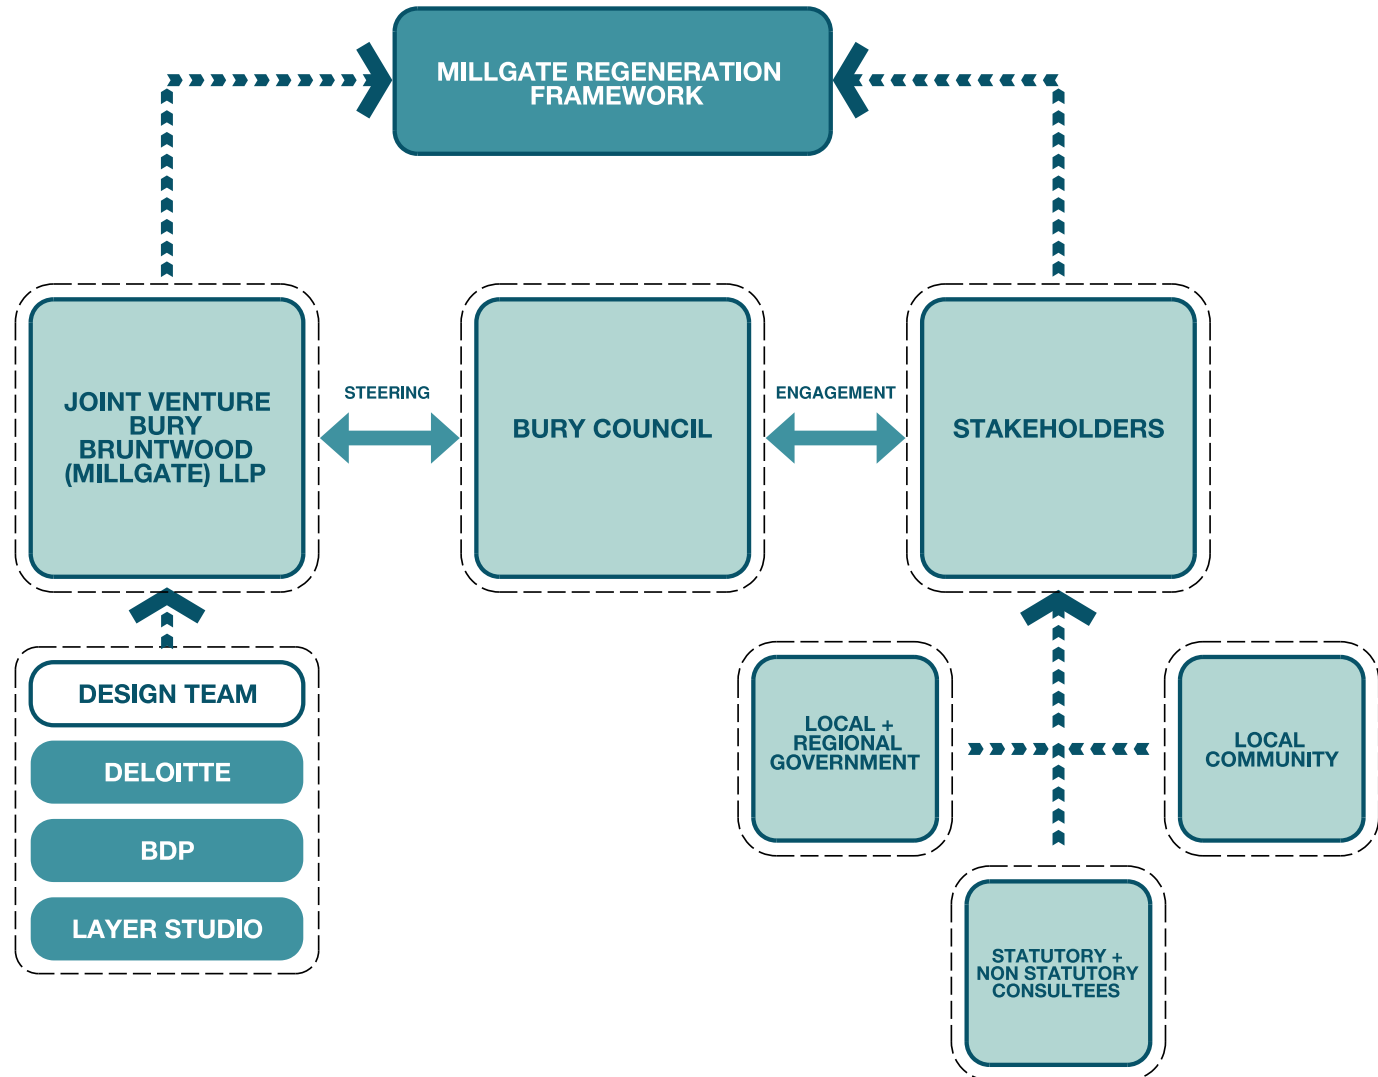 MILLGATE REGENERATION
FRAMEWORK
JOINT VENTURE
BURY
BRUNTWOOD
(MILLGATE) LLP
STEERING
BURY COUNCIL
ENGAGEMENT
STAKEHOLDERS
DESIGN TEAM
DELOITTE
BDP
LAYER STUDIO
LOCAL +
REGIONAL
GOVERNMENT
LOCAL
COMMUNITY
STATUTORY +
NON STATUTORY
CONSULTEES